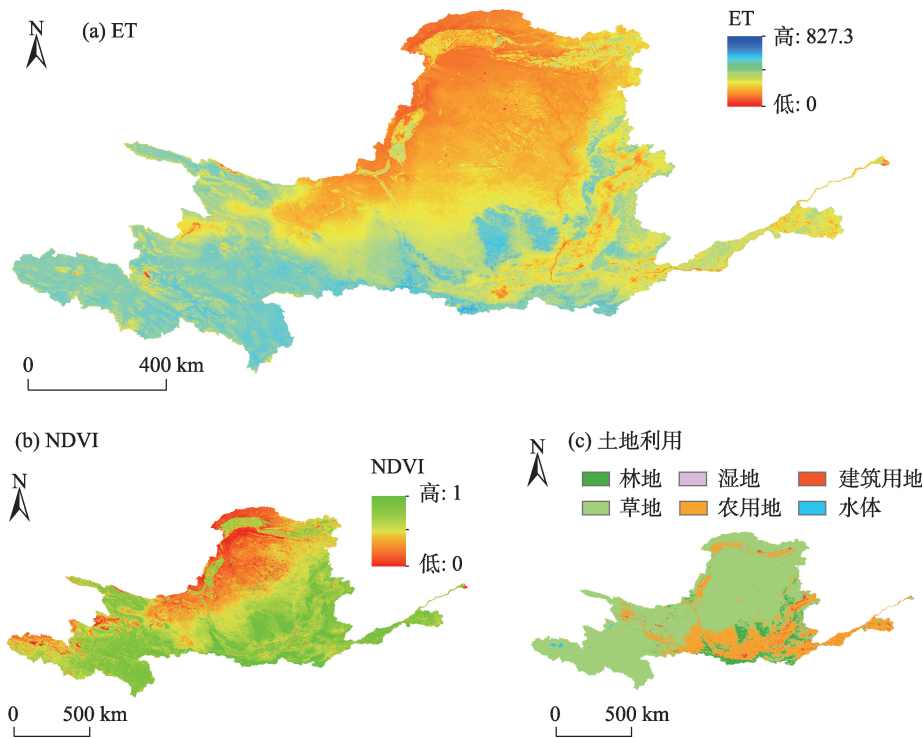 N
(a) ET
ET
高: 827.3
低: 0
0 400 km
(b) NDVI
N
NDVI
高: 1
低: 0
0 500 km
(c) 土地利用
N
林地 湿地 建筑用地
草地 农用地 水体
0 500 km